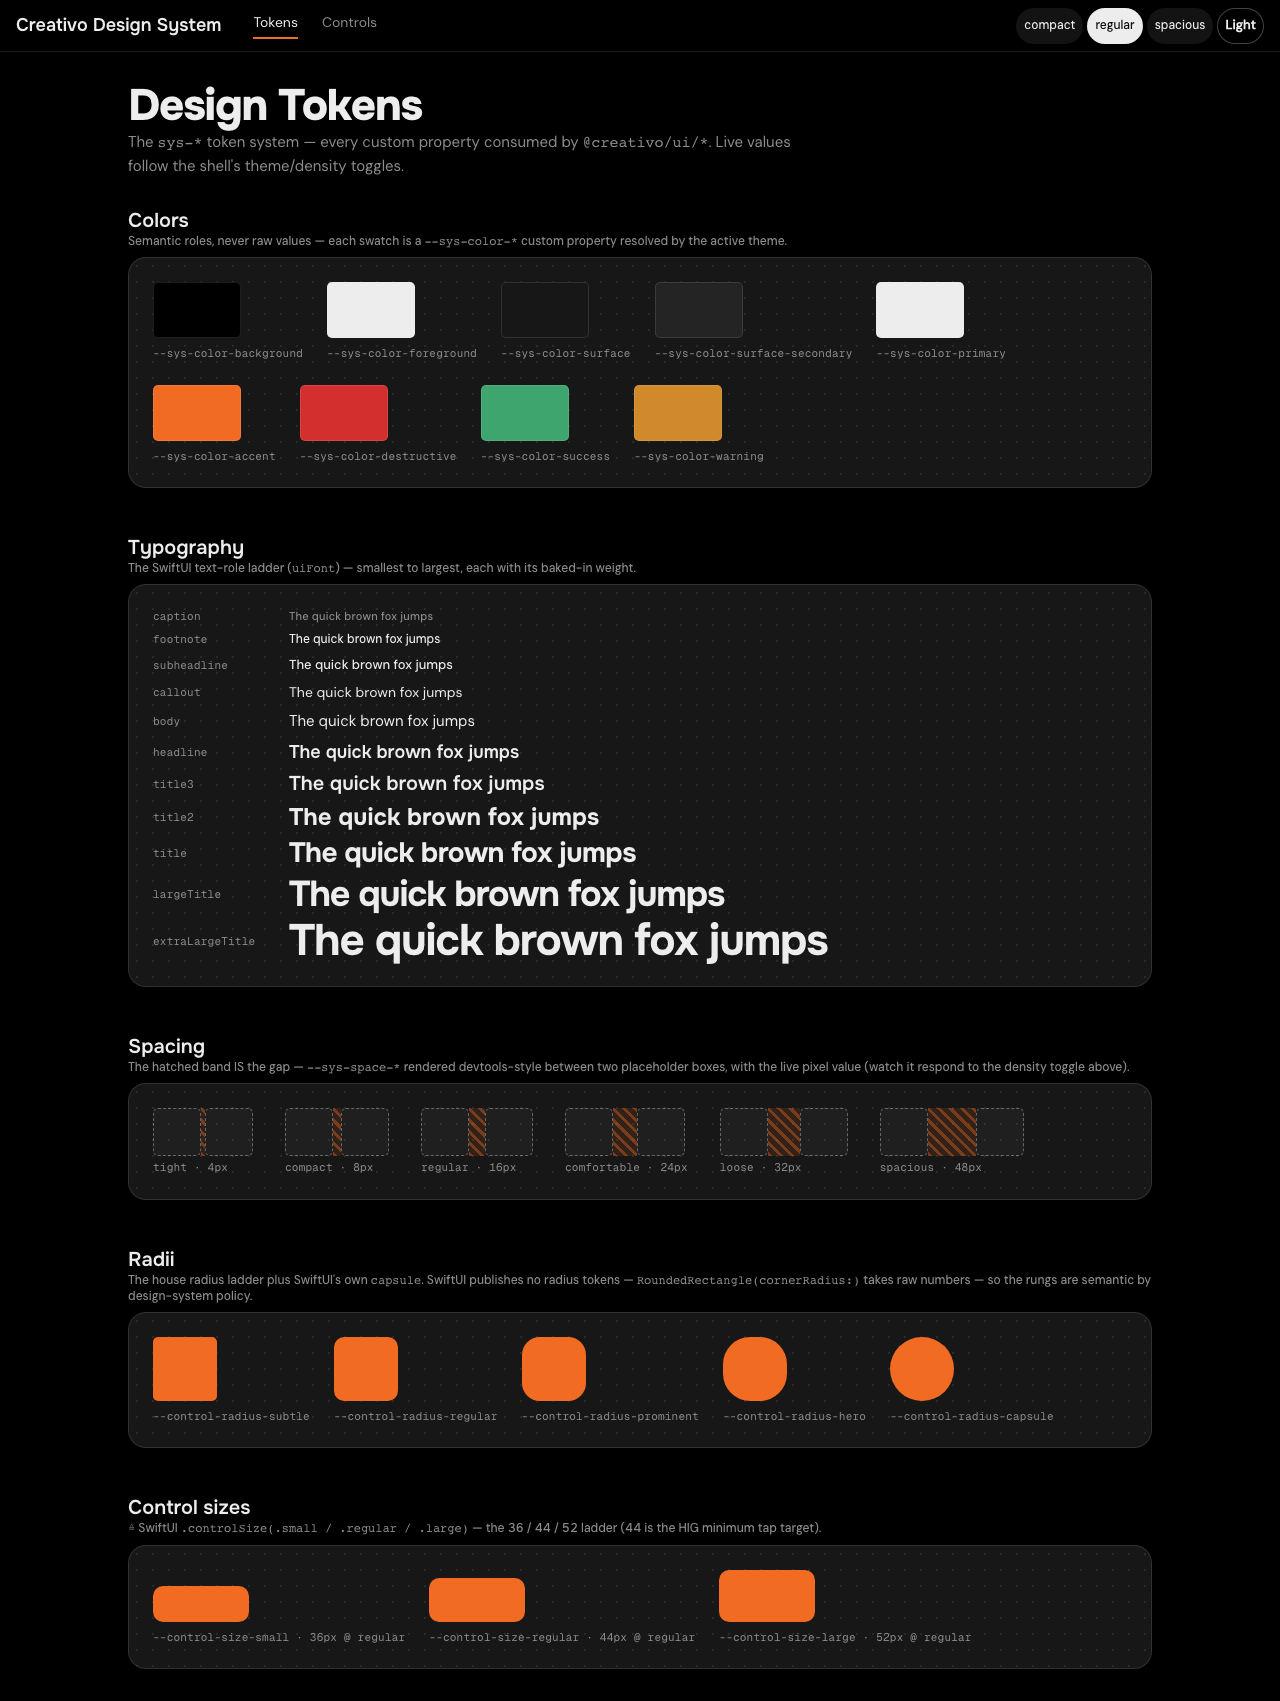 Creativo Design System Tokens Controls compact regular spacious Light
Design Tokens
The sys-* token system — every custom property consumed by @creativo/ui/*. Live values
follow the shell's theme/density toggles.
Colors
Semantic roles, never raw values — each swatch is a --sys-color-* custom property resolved by the active theme.
--sys-color-background --sys-color-foreground --sys-color-surface --sys-color-surface-secondary --sys-color-primary
--sys-color-accent --sys-color-destructive --sys-color-success --sys-color-warning
Typography
The SwiftUI text-role ladder (uiFont) — smallest to largest, each with its baked-in weight.
caption The quick brown fox jumps
footnote The quick brown fox jumps
subheadline The quick brown fox jumps
callout The quick brown fox jumps
body The quick brown fox jumps
headline The quick brown fox jumps
title3 The quick brown fox jumps
title2 The quick brown fox jumps
title The quick brown fox jumps
largeTitle The quick brown fox jumps
extraLargeTitle The quick brown fox jumps
Spacing
The hatched band IS the gap — --sys-space-* rendered devtools-style between two placeholder boxes, with the live pixel value (watch it respond to the density toggle above).
tight · 4px compact · 8px regular · 16px comfortable · 24px loose · 32px spacious · 48px
Radii
The house radius ladder plus SwiftUI's own capsule. SwiftUI publishes no radius tokens — RoundedRectangle(cornerRadius:) takes raw numbers — so the rungs are semantic by
design-system policy.
--control-radius-subtle --control-radius-regular --control-radius-prominent --control-radius-hero --control-radius-capsule
Control sizes
≙ SwiftUI .controlSize(.small / .regular / .large) — the 36 / 44 / 52 ladder (44 is the HIG minimum tap target).
--control-size-small · 36px @ regular --control-size-regular · 44px @ regular --control-size-large · 52px @ regular